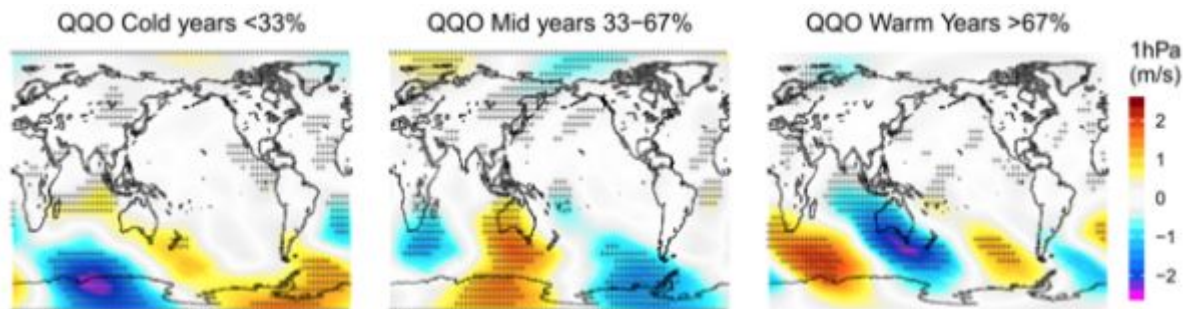 QQO Cold years <33%
QQO Mid years 33−67%
QQO Warm Years >67%
1hPa
(m/s)
2
1
0
−1
−2